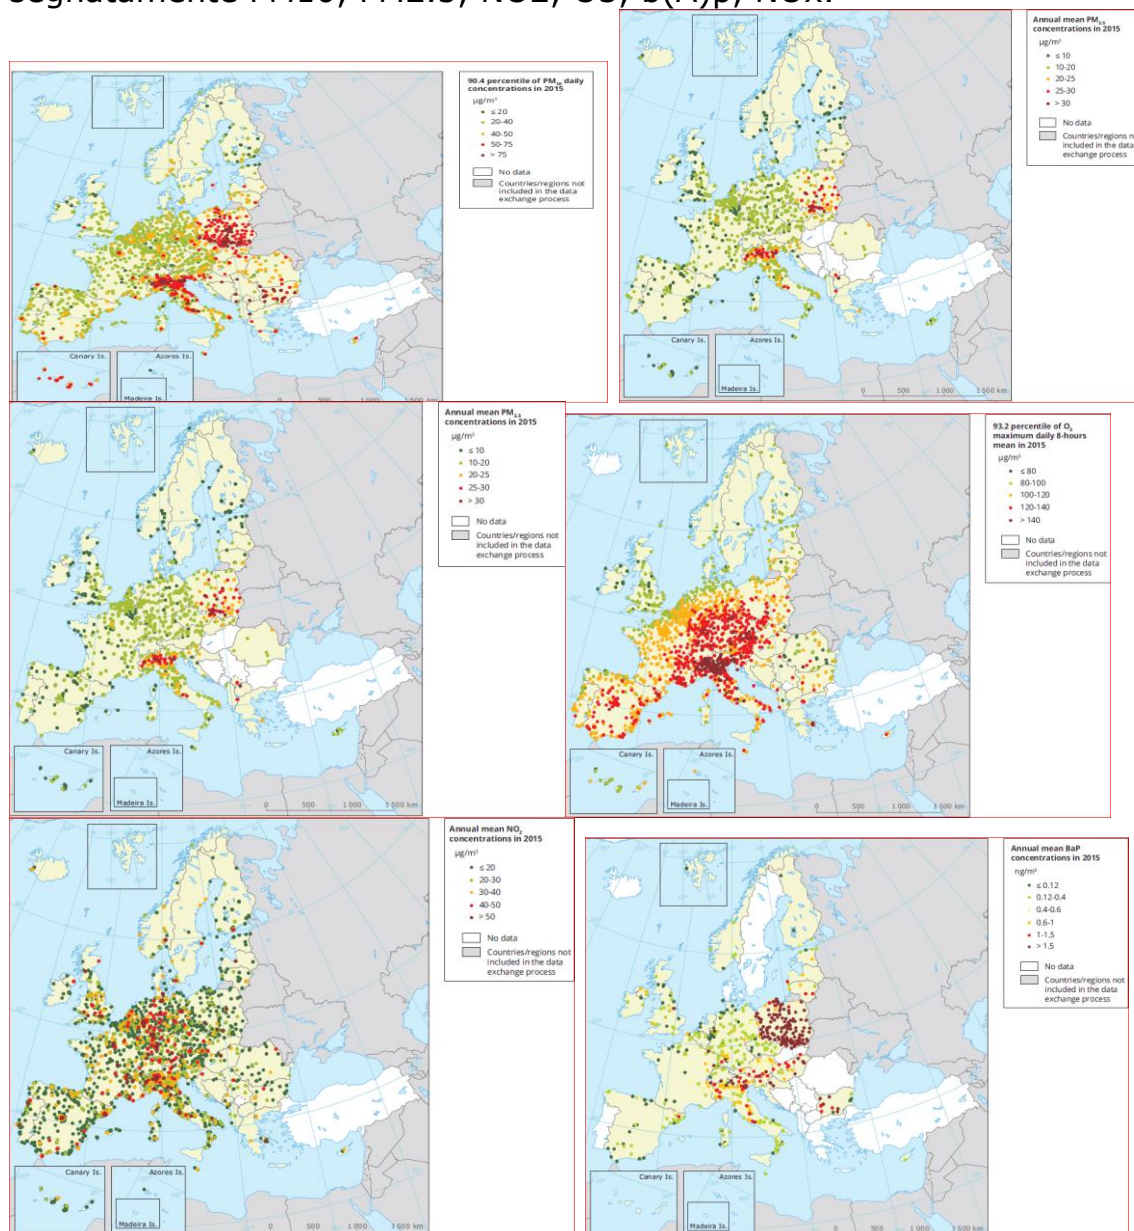 segnatamente PM10, PM2.5, NO2, O3, b(A)p, NOx.
90.4 percentile of PM₁₀ daily
concentrations in 2015
µg/m³
≤ 20
20-40
40-50
50-75
> 75
No data
Countries/regions not
included in the data
exchange process
Canary Is.
Azores Is.
Madeira Is.
Annual mean PM₂.₅
concentrations in 2015
µg/m³
≤ 10
10-20
20-25
25-30
> 30
No data
Countries/regions n
included in the data
exchange process
Canary Is.
Azores Is.
Madeira Is.
0 500 1 000 1 500 km
Annual mean PM₂.₅
concentrations in 2015
µg/m³
≤ 10
10-20
20-25
25-30
> 30
No data
Countries/regions not
included in the data
exchange process
Canary Is.
Azores Is.
Madeira Is.
0 500 1 000 1 500 km
93.2 percentile of O₃
maximum daily 8-hours
mean in 2015
µg/m³
≤ 80
80-100
100-120
120-140
> 140
No data
Countries/regions not
included in the data
exchange process
Canary Is.
Azores Is.
Madeira Is.
0 500 1 000 1 500 km
Annual mean NO₂
concentrations in 2015
µg/m³
≤ 20
20-30
30-40
40-50
> 50
No data
Countries/regions not
included in the data
exchange process
Canary Is.
Azores Is.
Madeira Is.
0 500 1 000 1 500 km
Annual mean BaP
concentrations in 2015
ng/m³
≤ 0.12
0.12-0.4
0.4-0.6
0.6-1
1-1.5
> 1.5
No data
Countries/regions not
included in the data
exchange process
Canary Is.
Azores Is.
Madeira Is.
0 500 1 000 1 500 km